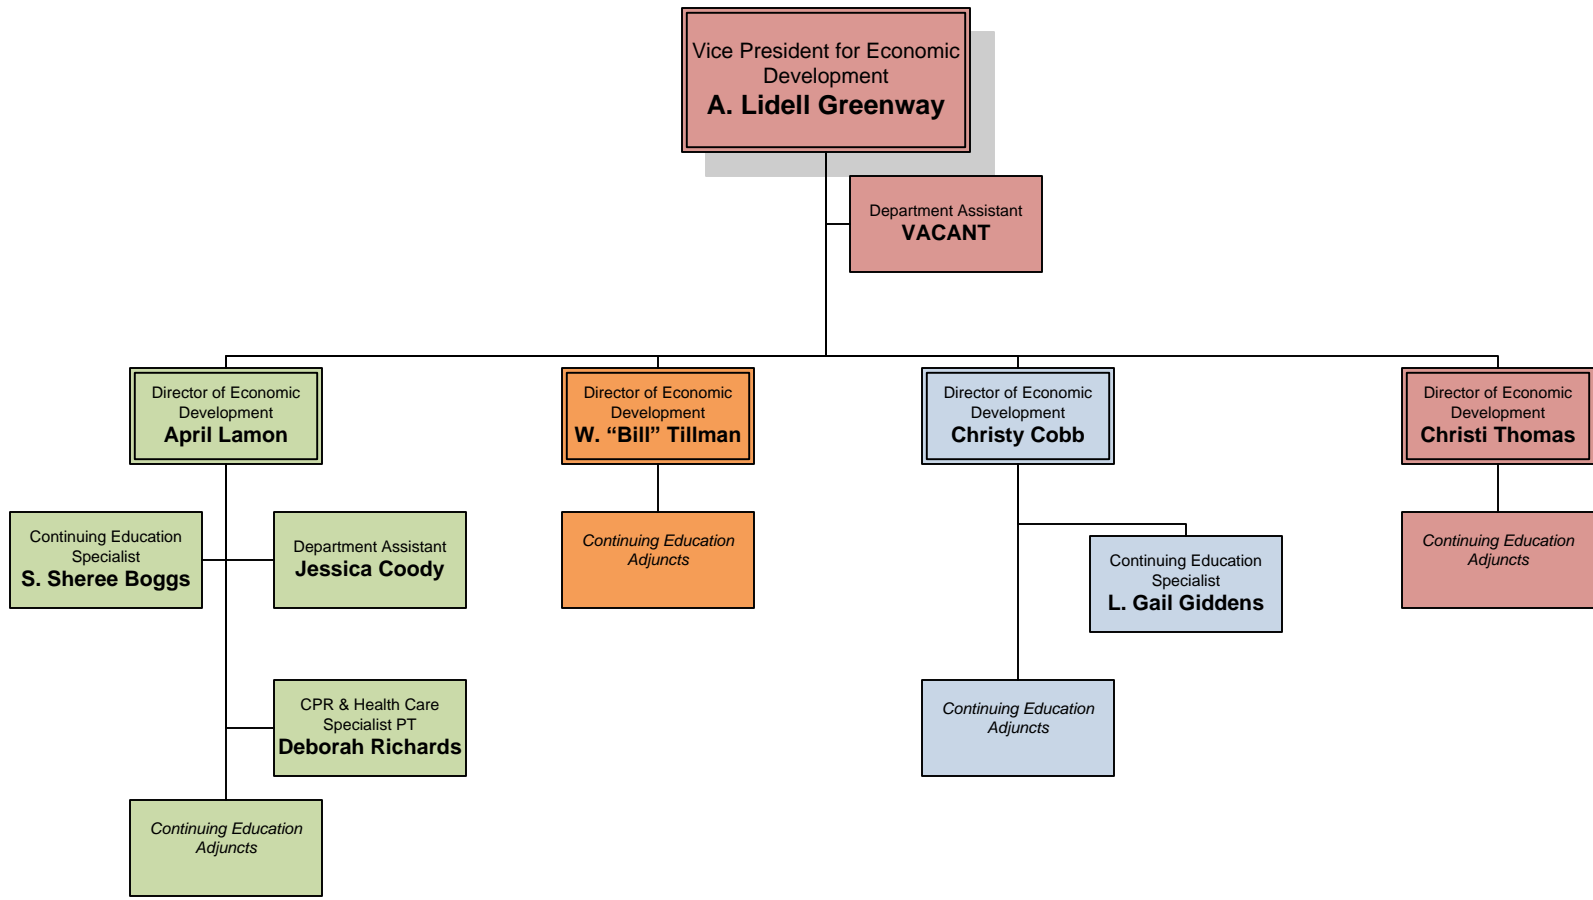 Vice President for Economic
Development
A. Lidell Greenway
Department Assistant
VACANT
Director of Economic
Development
April Lamon
Director of Economic
Development
W. “Bill” Tillman
Director of Economic
Development
Christy Cobb
Director of Economic
Development
Christi Thomas
Continuing Education
Specialist
S. Sheree Boggs
Department Assistant
Jessica Coody
Continuing Education
Adjuncts
Continuing Education
Specialist
L. Gail Giddens
Continuing Education
Adjuncts
CPR & Health Care
Specialist PT
Deborah Richards
Continuing Education
Adjuncts
Continuing Education
Adjuncts